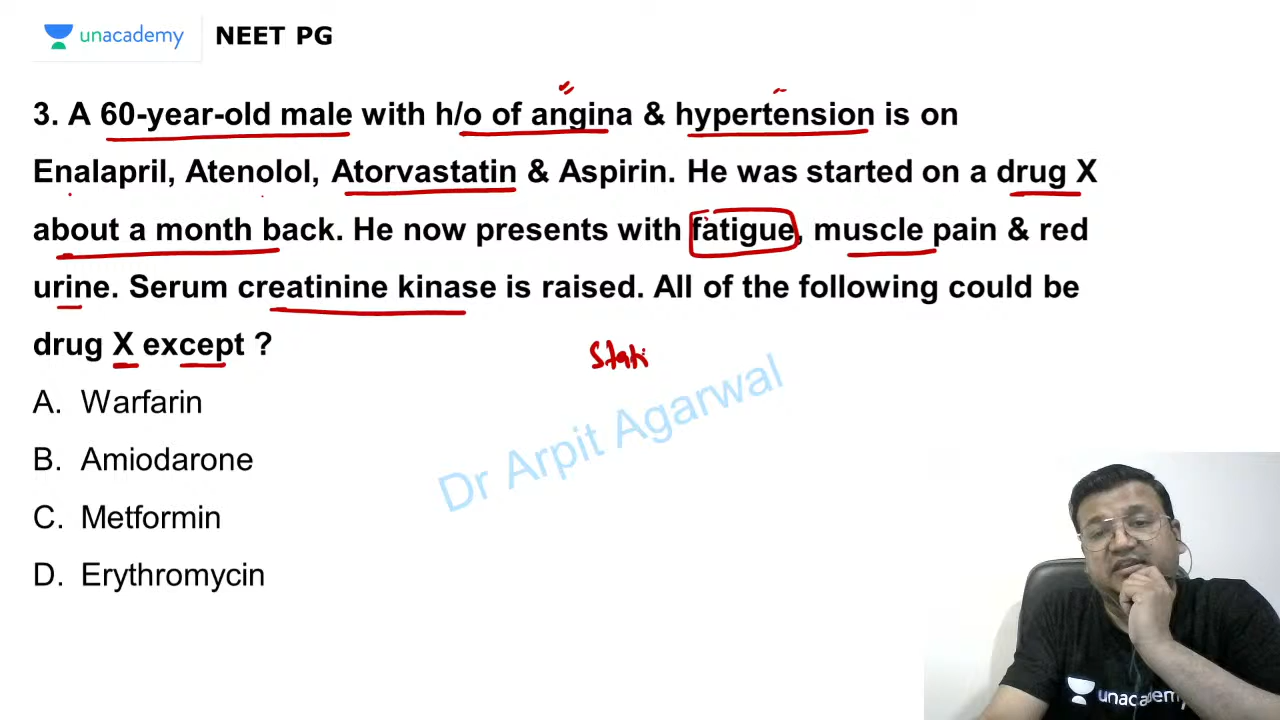 unacademy NEET PG
3. A 60-year-old male with h/o of angina & hypertension is on
Enalapril, Atenolol, Atorvastatin & Aspirin. He was started on a drug X
about a month back. He now presents with fatigue, muscle pain & red
urine. Serum creatinine kinase is raised. All of the following could be
drug X except ?
Stati
A. Warfarin
B. Amiodarone
C. Metformin
D. Erythromycin
Dr Arpit Agarwal
unacademy